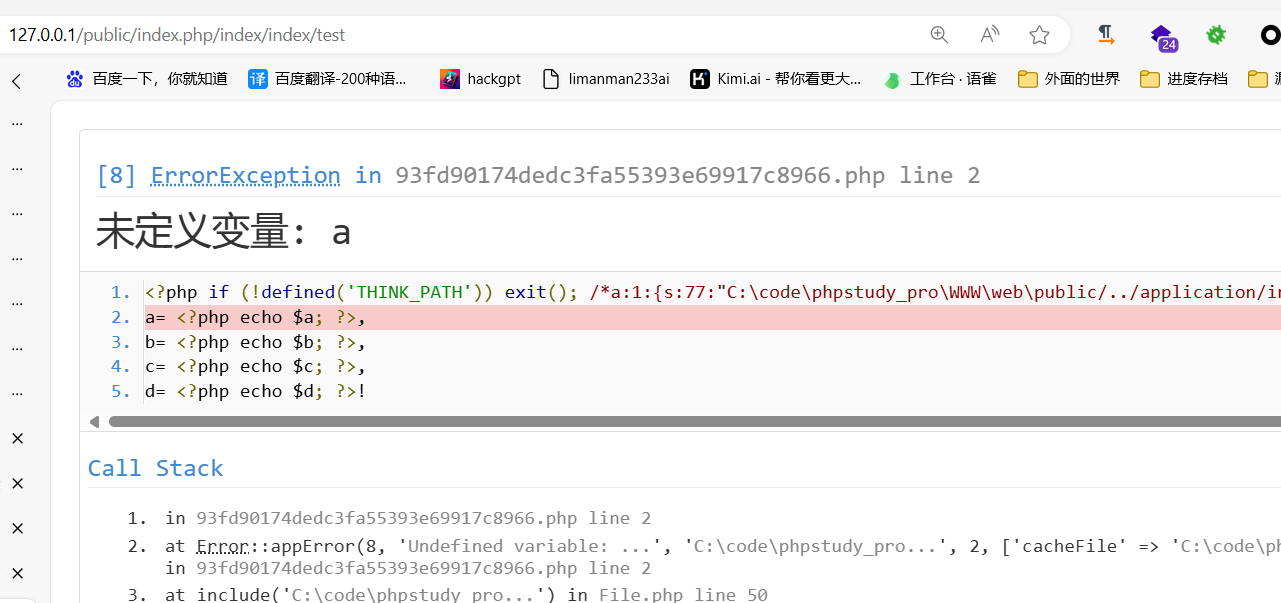 127.0.0.1/public/index.php/index/index/test
24
百度一下，你就知道 译 百度翻译-200种语... hackgpt limanman233ai Kimi.ai - 帮你看更大... 工作台 · 语雀 外面的世界 进度存档
[8] ErrorException in 93fd90174dedc3fa55393e69917c8966.php line 2
未定义变量: a
1. <?php if (!defined('THINK_PATH')) exit(); /*a:1:{s:77:"C:\code\phpstudy_pro\WWW\web\public/../application/in
2. a= <?php echo $a; ?>,
3. b= <?php echo $b; ?>,
4. c= <?php echo $c; ?>,
5. d= <?php echo $d; ?>!
Call Stack
1. in 93fd90174dedc3fa55393e69917c8966.php line 2
2. at Error::appError(8, 'Undefined variable: ...', 'C:\code\phpstudy_pro...', 2, ['cacheFile' => 'C:\code\ph
in 93fd90174dedc3fa55393e69917c8966.php line 2
3. at include('C:\code\phpstudy_pro...') in File.php line 50